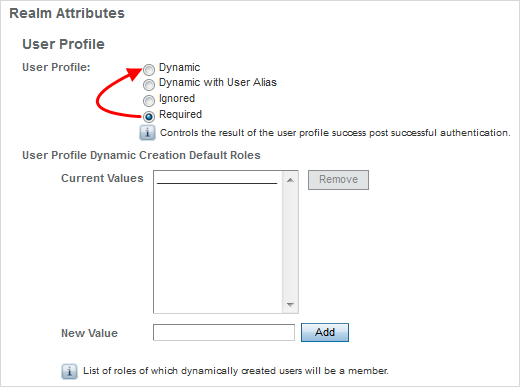 Realm Attributes
User Profile
User Profile:
Dynamic
Dynamic with User Alias
Ignored
Required
i Controls the result of the user profile success post successful authentication.
User Profile Dynamic Creation Default Roles
Current Values
Remove
New Value
Add
i List of roles of which dynamically created users will be a member.